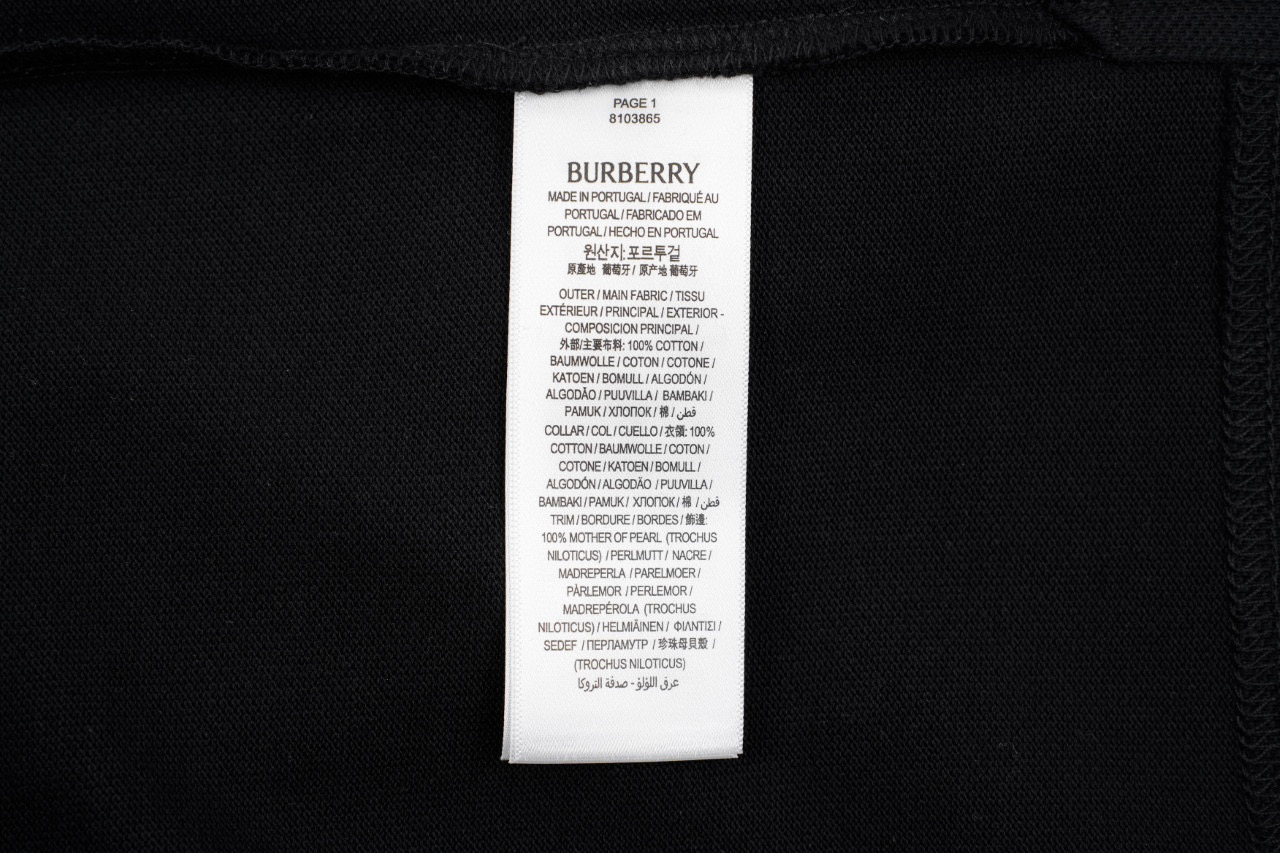 PAGE 1
8103865
BURBERRY
MADE IN PORTUGAL / FABRIQUÉ AU
PORTUGAL / FABRICADO EM
PORTUGAL / HECHO EN PORTUGAL
원산지: 포르투겉
原產地 葡萄牙 / 原产地 葡萄牙
OUTER / MAIN FABRIC / TISSU
EXTÉRIEUR / PRINCIPAL / EXTERIOR -
COMPOSICION PRINCIPAL /
外部/主要布料: 100% COTTON /
BAUMWOLLE / COTON / COTONE /
KATOEN / BOMULL / ALGODÓN /
ALGODÃO / PUUVILLA / BAMBAKI /
PAMUK / ХЛОПОК / 棉 / قطن
COLLAR / COL / CUELLO / 衣領: 100%
COTTON / BAUMWOLLE / COTON /
COTONE / KATOEN / BOMULL /
ALGODÓN / ALGODÃO / PUUVILLA /
BAMBAKI / PAMUK / ХЛОПОК / 棉 / قطن
TRIM / BORDURE / BORDES / 飾邊:
100% MOTHER OF PEARL (TROCHUS
NILOTICUS) / PERLMUTT / NACRE /
MADREPERLA / PARELMOER /
PÄRLEMOR / PERLEMOR /
MADREPÉROLA (TROCHUS
NILOTICUS) / HELMIÄINEN / ΦΙΛΝΤΙΣΙ /
SEDEF / ПЕРЛАМУТР / 珍珠母貝殼 /
(TROCHUS NILOTICUS)
عرق اللؤلؤ - صدفة التروكا